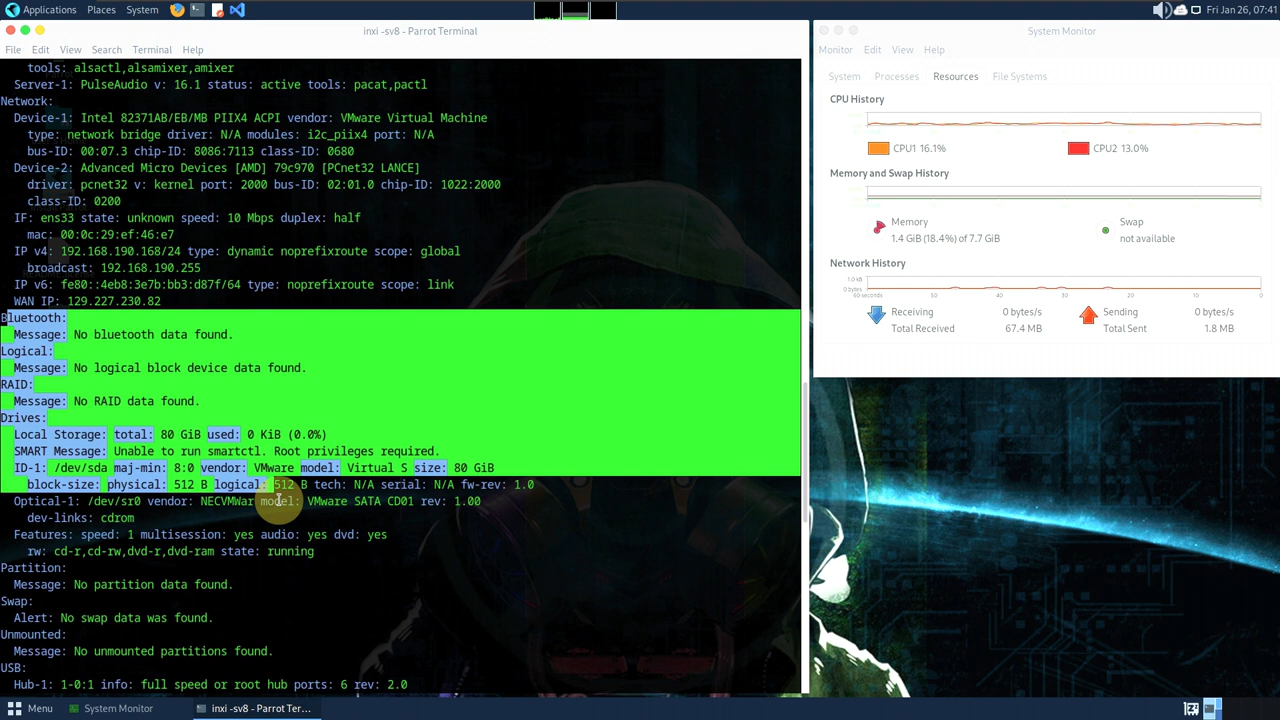 Applications Places System
Fri Jan 26, 07:41
inxi -sv8 - Parrot Terminal
File Edit View Search Terminal Help
tools: alsactl,alsamixer,amixer
Server-1: PulseAudio v: 16.1 status: active tools: pacat,pactl
Network:
Device-1: Intel 82371AB/EB/MB PIIX4 ACPI vendor: VMware Virtual Machine
type: network bridge driver: N/A modules: i2c_piix4 port: N/A
bus-ID: 00:07.3 chip-ID: 8086:7113 class-ID: 0680
Device-2: Advanced Micro Devices [AMD] 79c970 [PCnet32 LANCE]
driver: pcnet32 v: kernel port: 2000 bus-ID: 02:01.0 chip-ID: 1022:2000
class-ID: 0200
IF: ens33 state: unknown speed: 10 Mbps duplex: half
mac: 00:0c:29:ef:46:e7
IP v4: 192.168.190.168/24 type: dynamic noprefixroute scope: global
broadcast: 192.168.190.255
IP v6: fe80::4eb8:3e7b:bb3:d87f/64 type: noprefixroute scope: link
WAN IP: 129.227.230.82
Bluetooth:
Message: No bluetooth data found.
Logical:
Message: No logical block device data found.
RAID:
Message: No RAID data found.
Drives:
Local Storage: total: 80 GiB used: 0 KiB (0.0%)
SMART Message: Unable to run smartctl. Root privileges required.
ID-1: /dev/sda maj-min: 8:0 vendor: VMware model: Virtual S size: 80 GiB
block-size: physical: 512 B logical: 512 B tech: N/A serial: N/A fw-rev: 1.0
Optical-1: /dev/sr0 vendor: NECVMWar model: VMware SATA CD01 rev: 1.00
dev-links: cdrom
Features: speed: 1 multisession: yes audio: yes dvd: yes
rw: cd-r,cd-rw,dvd-r,dvd-ram state: running
Partition:
Message: No partition data found.
Swap:
Alert: No swap data was found.
Unmounted:
Message: No unmounted partitions found.
USB:
Hub-1: 1-0:1 info: full speed or root hub ports: 6 rev: 2.0
System Monitor
Monitor Edit View Help
System Processes Resources File Systems
CPU History
CPU1 16.1% CPU2 13.0%
Memory and Swap History
Memory
1.4 GiB (18.4%) of 7.7 GiB
Swap
not available
Network History
1.0 kB
0 bytes/s
60 seconds 50 40 30 20 10 0
Receiving 0 bytes/s
Total Received 67.4 MB
Sending 0 bytes/s
Total Sent 1.8 MB
Menu System Monitor inxi -sv8 - Parrot Ter...